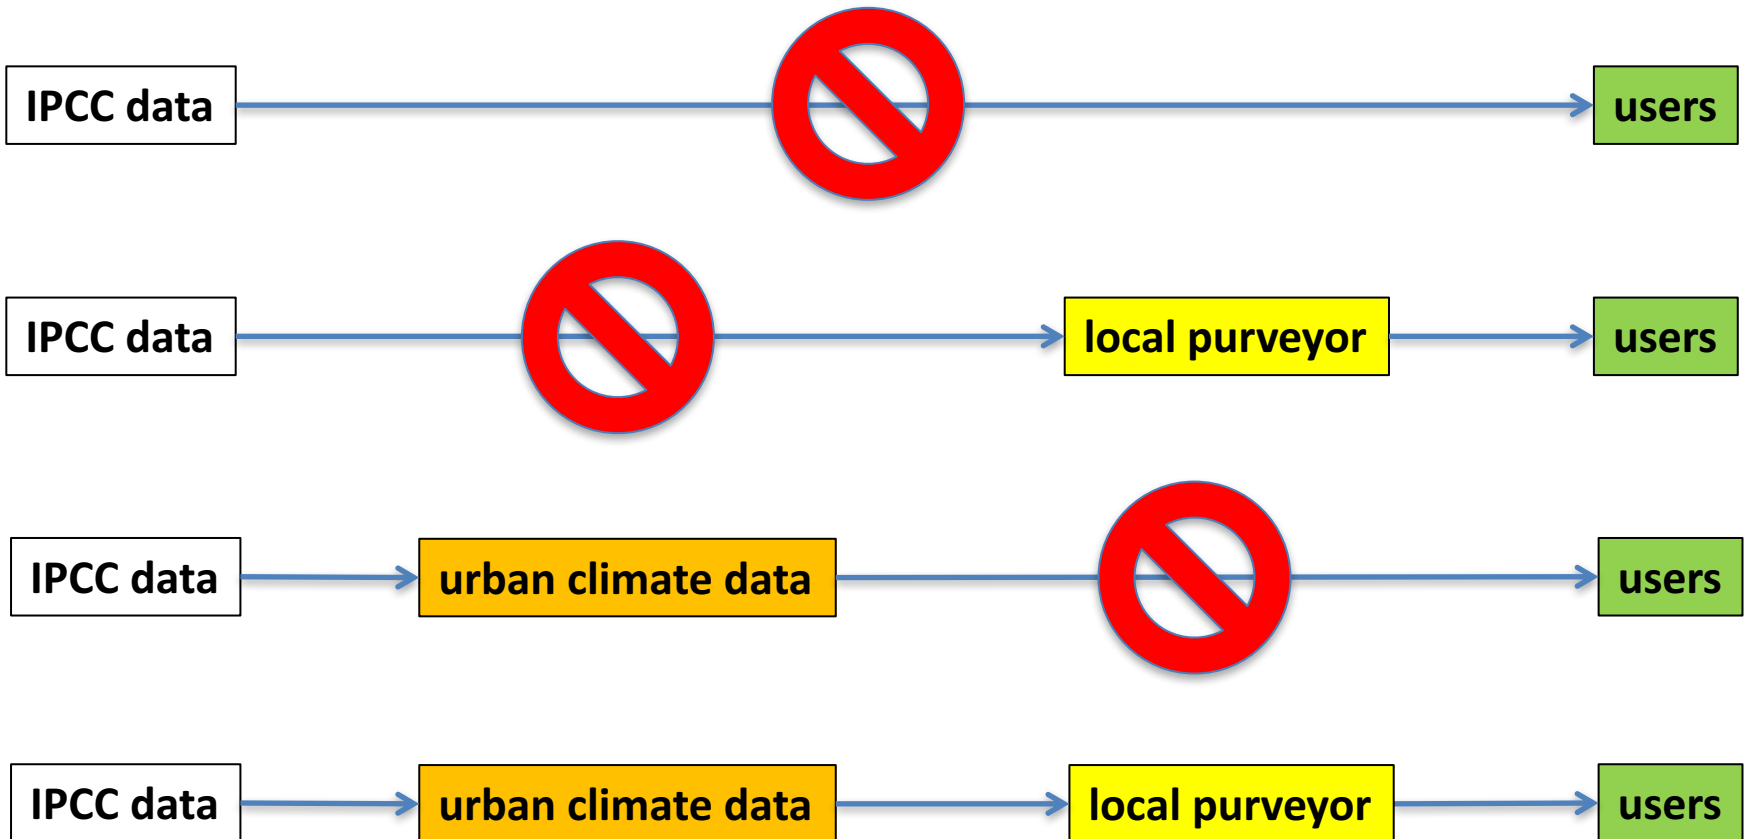 IPCC data users
IPCC data local purveyor users
IPCC data urban climate data users
IPCC data urban climate data local purveyor users